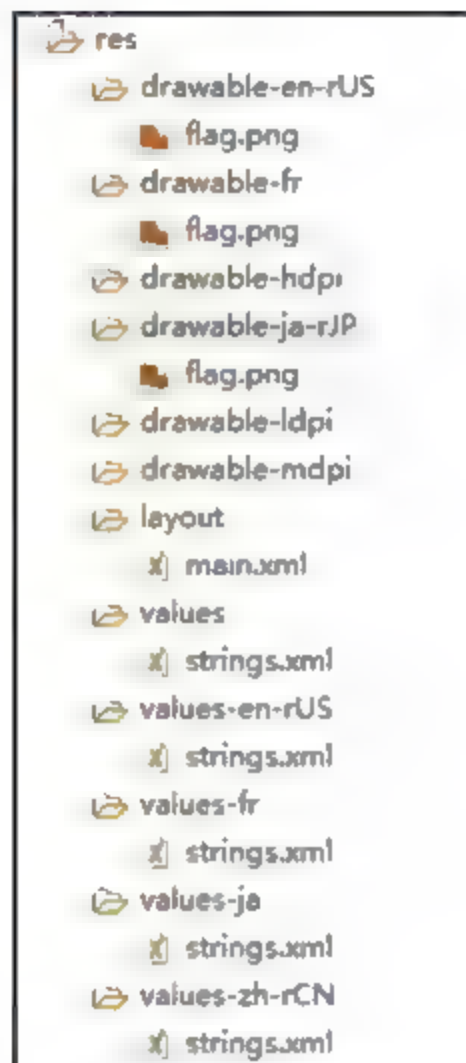 res
drawable-en-rUS
flag.png
drawable-fr
flag.png
drawable-hdpi
drawable-ja-rJP
flag.png
drawable-ldpi
drawable-mdpi
layout
main.xml
values
strings.xml
values-en-rUS
strings.xml
values-fr
strings.xml
values-ja
strings.xml
values-zh-rCN
strings.xml